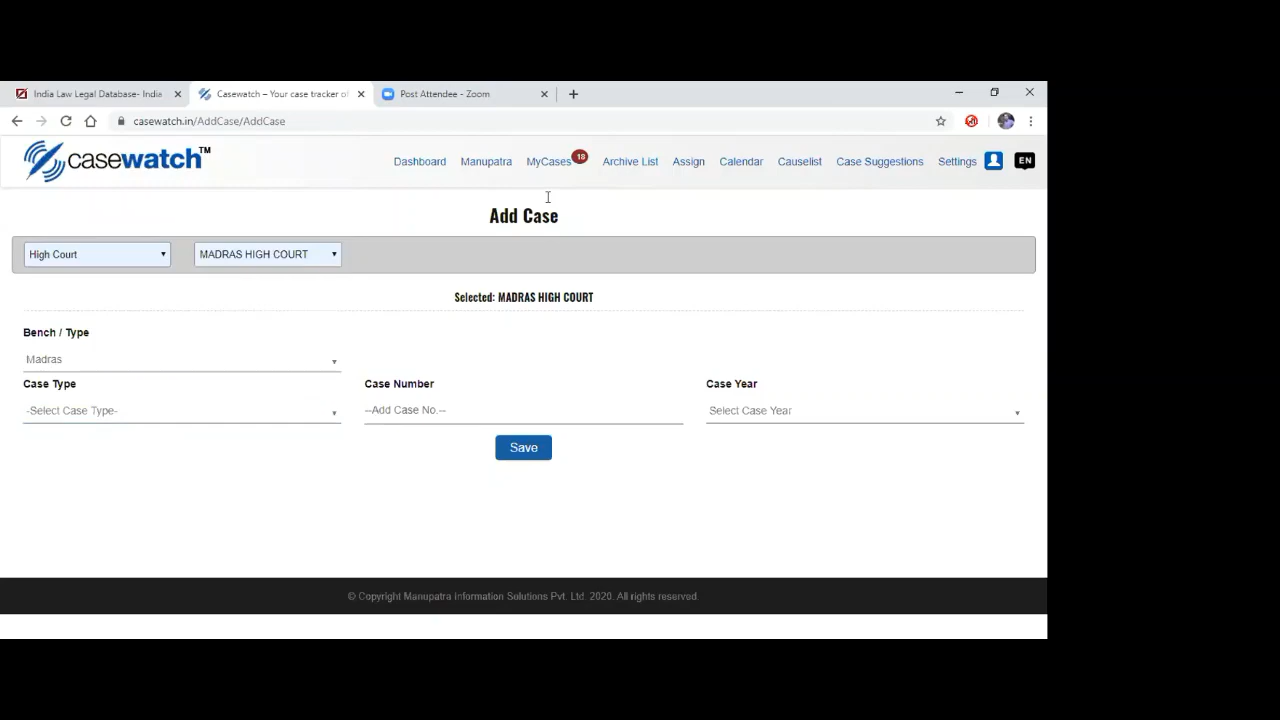 India Law Legal Database- India
Casewatch – Your case tracker of
Post Attendee - Zoom
casewatch.in/AddCase/AddCase
casewatch™
Dashboard
Manupatra
MyCases 18
Archive List
Assign
Calendar
Causelist
Case Suggestions
Settings
EN
Add Case
High Court
MADRAS HIGH COURT
Selected: MADRAS HIGH COURT
Bench / Type
Madras
Case Type
Case Number
Case Year
-Select Case Type-
--Add Case No.--
Select Case Year
Save
© Copyright Manupatra Information Solutions Pvt. Ltd. 2020. All rights reserved.